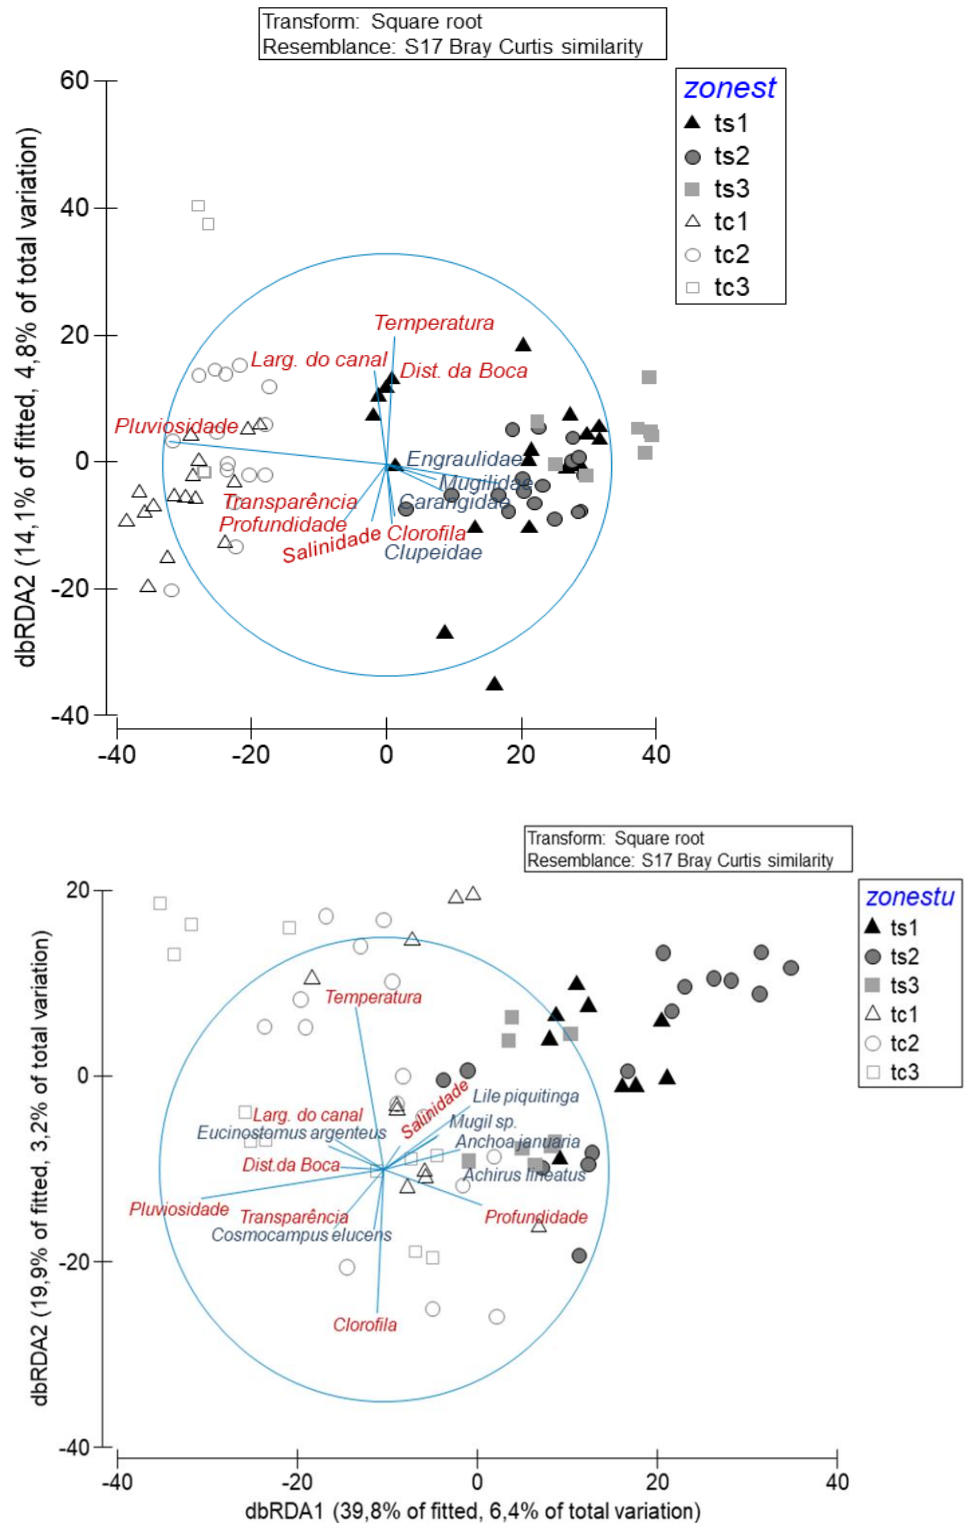 Transform: Square root
Resemblance: S17 Bray Curtis similarity
zonest
ts1
ts2
ts3
tc1
tc2
tc3
dbRDA2 (14,1% of fitted, 4,8% of total variation)
60
40
20
0
-20
-40
-40 -20 0 20 40
Temperatura
Larg. do canal
Dist. da Boca
Pluviosidade
Engraulidae
Mugilidae
Transparência
Carangidae
Profundidade
Salinidade
Clorofila
Clupeidae
Transform: Square root
Resemblance: S17 Bray Curtis similarity
zonestu
ts1
ts2
ts3
tc1
tc2
tc3
dbRDA2 (19,9% of fitted, 3,2% of total variation)
20
0
-20
-40
Temperatura
Salinidade
Lile piquitinga
Larg. do canal
Mugil sp.
Eucinostomus argenteus
Anchoa januaria
Dist.da Boca
Achirus lineatus
Pluviosidade
Transparência
Profundidade
Cosmocampus elucens
Clorofila
-40 -20 0 20 40
dbRDA1 (39,8% of fitted, 6,4% of total variation)